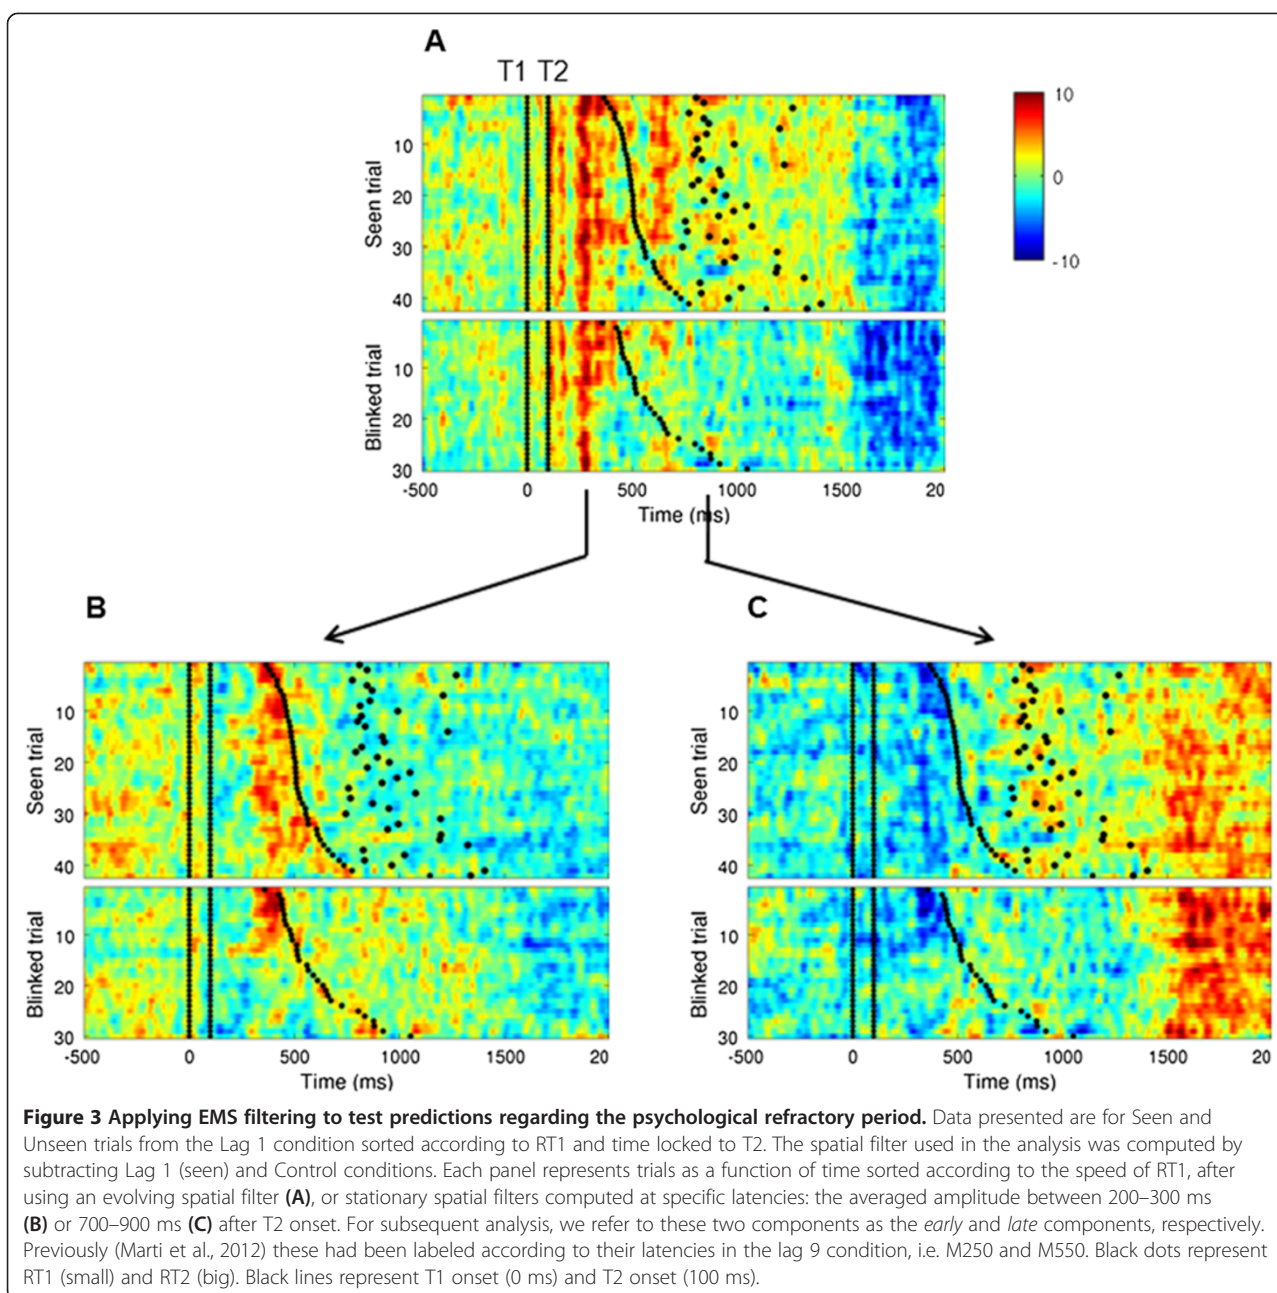 A
T1 T2
10
0
-10
Seen trial
10
20
30
40
Blinked trial
10
20
30
-500 0 500 1000 1500 20
Time (ms)
B
Seen trial
10
20
30
40
Blinked trial
10
20
30
-500 0 500 1000 1500 20
Time (ms)
C
Seen trial
10
20
30
40
Blinked trial
10
20
30
-500 0 500 1000 1500 20
Time (ms)
Figure 3 Applying EMS filtering to test predictions regarding the psychological refractory period. Data presented are for Seen and
Unseen trials from the Lag 1 condition sorted according to RT1 and time locked to T2. The spatial filter used in the analysis was computed by
subtracting Lag 1 (seen) and Control conditions. Each panel represents trials as a function of time sorted according to the speed of RT1, after
using an evolving spatial filter (A), or stationary spatial filters computed at specific latencies: the averaged amplitude between 200–300 ms
(B) or 700–900 ms (C) after T2 onset. For subsequent analysis, we refer to these two components as the early and late components, respectively.
Previously (Marti et al., 2012) these had been labeled according to their latencies in the lag 9 condition, i.e. M250 and M550. Black dots represent
RT1 (small) and RT2 (big). Black lines represent T1 onset (0 ms) and T2 onset (100 ms).